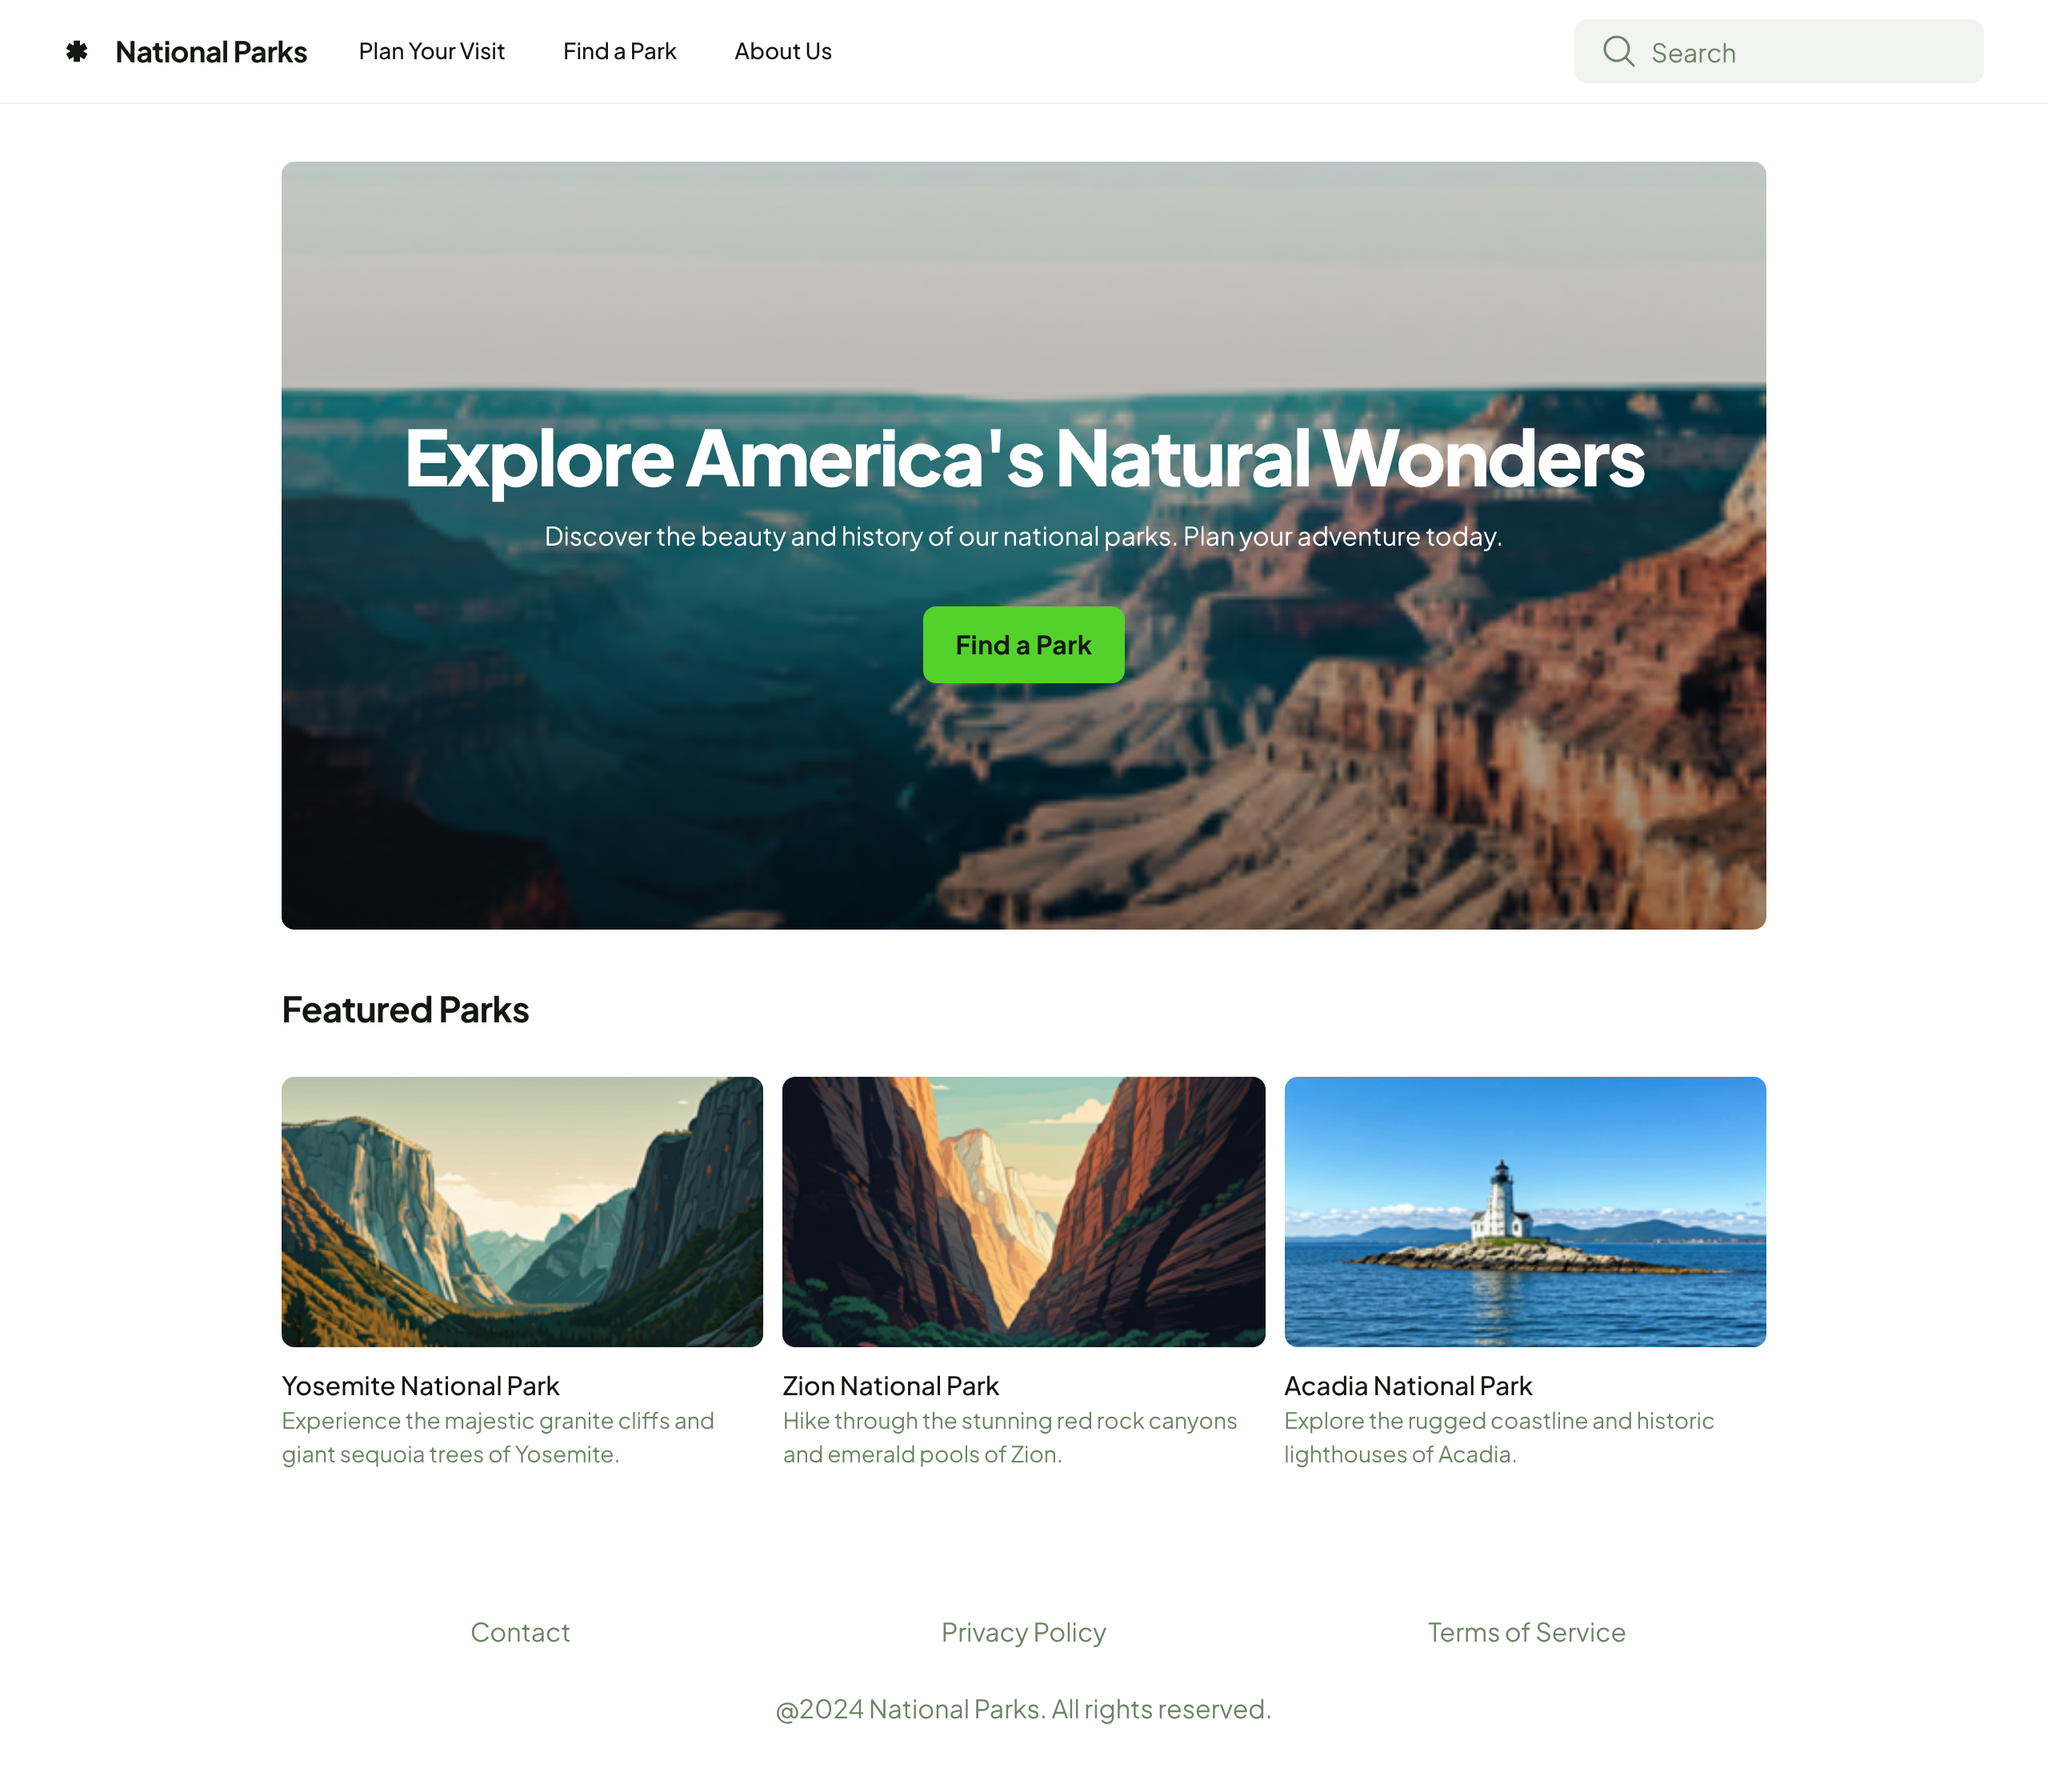 National Parks
Plan Your Visit
Find a Park
About Us
Search
Explore America's Natural Wonders
Discover the beauty and history of our national parks. Plan your adventure today.
Find a Park
Featured Parks
Yosemite National Park
Experience the majestic granite cliffs and
giant sequoia trees of Yosemite.
Zion National Park
Hike through the stunning red rock canyons
and emerald pools of Zion.
Acadia National Park
Explore the rugged coastline and historic
lighthouses of Acadia.
Contact
Privacy Policy
Terms of Service
@2024 National Parks. All rights reserved.